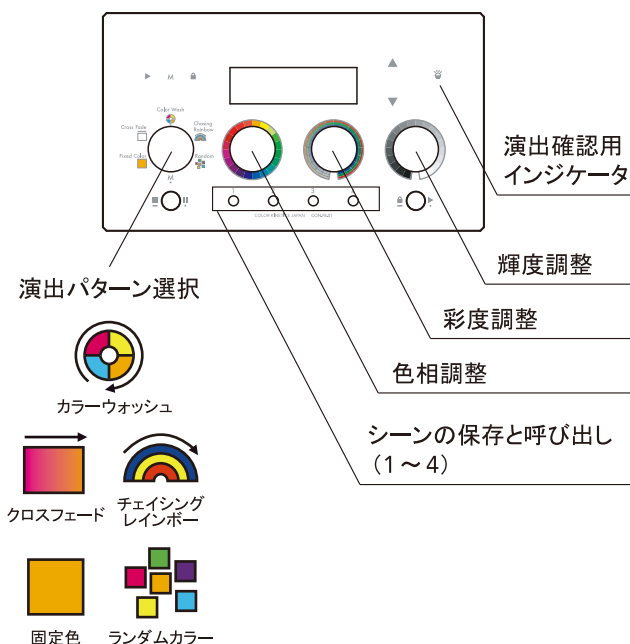 M
Color Wash
Cross Fade
Chasing
Rainbow
Fixed Color
Random
M
1
2
3
4
演出確認用
インジケータ
輝度調整
彩度調整
色相調整
シーンの保存と呼び出し
（1～4）
演出パターン選択
カラーウォッシュ
クロスフェード
チェイシング
レインボー
固定色
ランダムカラー